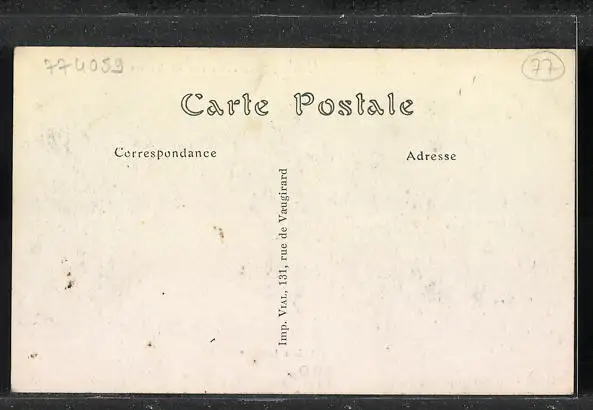 774059
77
Carte Postale
Correspondance
Adresse
Imp. VIAL, 131, rue de Vaugirard